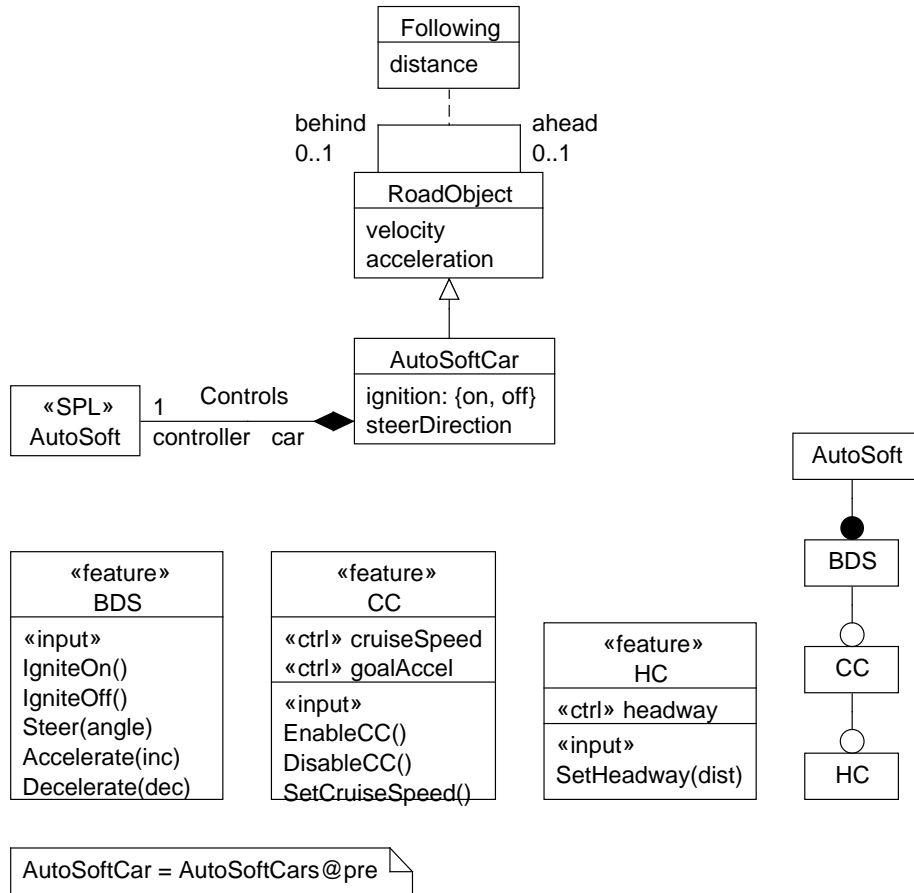 Following
distance
behind
ahead
0..1
0..1
RoadObject
velocity
acceleration
AutoSoftCar
ignition: {on, off}
steerDirection
«SPL»
AutoSoft
1
Controls
controller
car
AutoSoft
BDS
CC
HC
«feature»
BDS
«input»
IgniteOn()
IgniteOff()
Steer(angle)
Accelerate(inc)
Decelerate(dec)
«feature»
CC
«ctrl» cruiseSpeed
«ctrl» goalAccel
«input»
EnableCC()
DisableCC()
SetCruiseSpeed()
«feature»
HC
«ctrl» headway
«input»
SetHeadway(dist)
AutoSoftCar = AutoSoftCars@pre